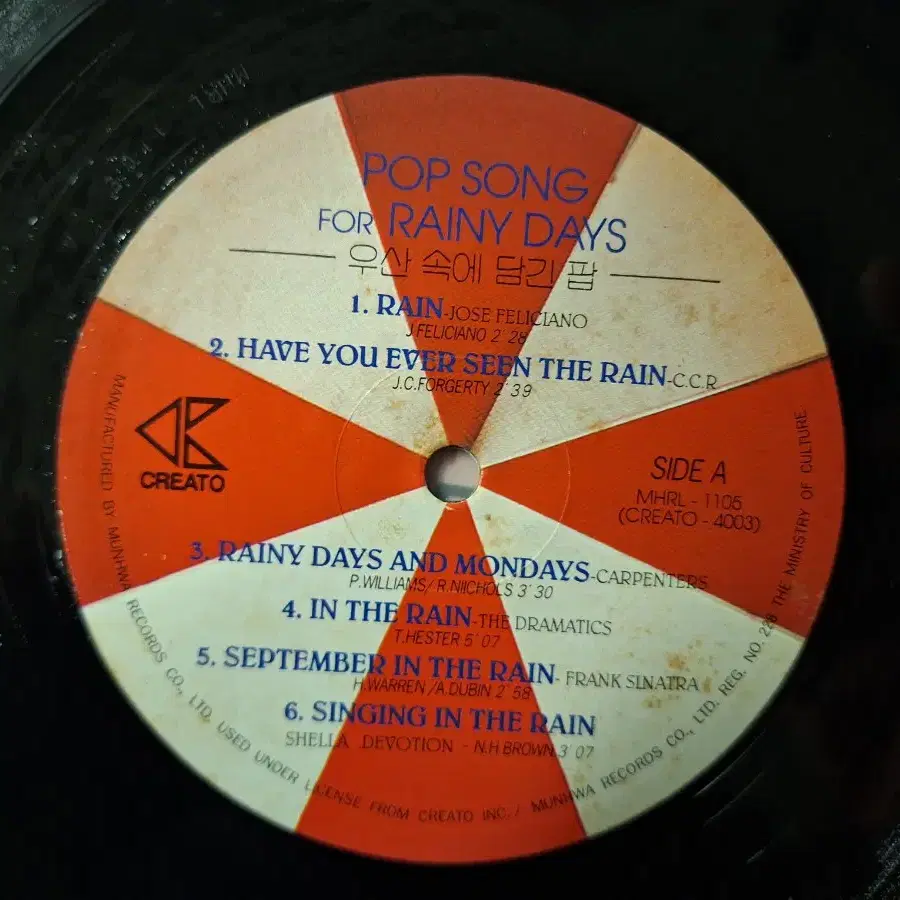 POP SONG
FOR RAINY DAYS
우산 속에 담긴 팝
1. RAIN-JOSE FELICIANO
J.FELICIANO 2' 28
2. HAVE YOU EVER SEEN THE RAIN-C.C.R
J.C.FORGERTY 2'39
CREATO
SIDE A
MHRL - 1105
(CREATO - 4003)
3. RAINY DAYS AND MONDAYS-CARPENTERS
P.WILLIAMS/ R.NIICHOLS 3' 30
4. IN THE RAIN-THE DRAMATICS
T.HESTER 5' 07
5. SEPTEMBER IN THE RAIN- FRANK SINATRA
H.WARREN /A.DUBIN 2' 58
6. SINGING IN THE RAIN
SHELLA .DEVOTION - N.H BROWN 3' 07
MANUFACTURED BY MUNHWA RECORDS CO., LTD. USED UNDER LICENSE FROM CREATO INC. / MUNHWA RECORDS CO., LTD. REG. NO. 228 THE MINISTRY OF CULTURE.